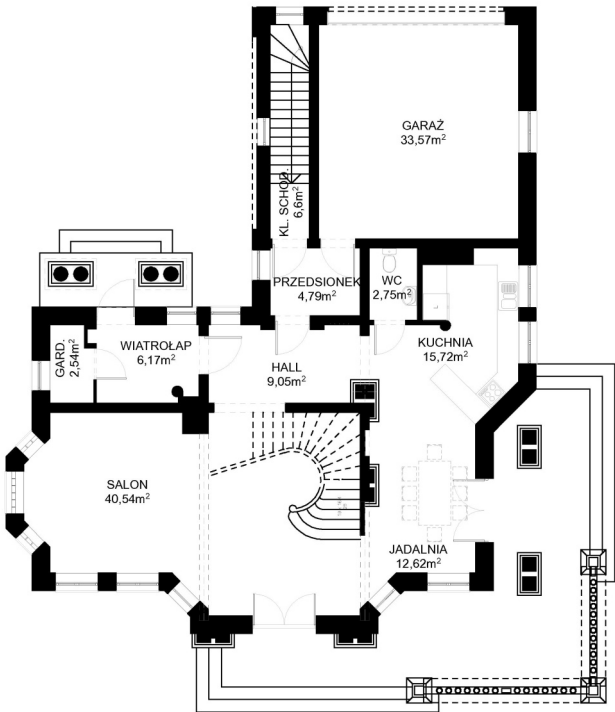 GARAŻ
33,57m²
KL. SCHOD.
6,6m²
PRZEDSIONEK
4,79m²
WC
2,75m²
KUCHNIA
15,72m²
GARD.
2,54m²
WIATROŁAP
6,17m²
HALL
9,05m²
SALON
40,54m²
JADALNIA
12,62m²